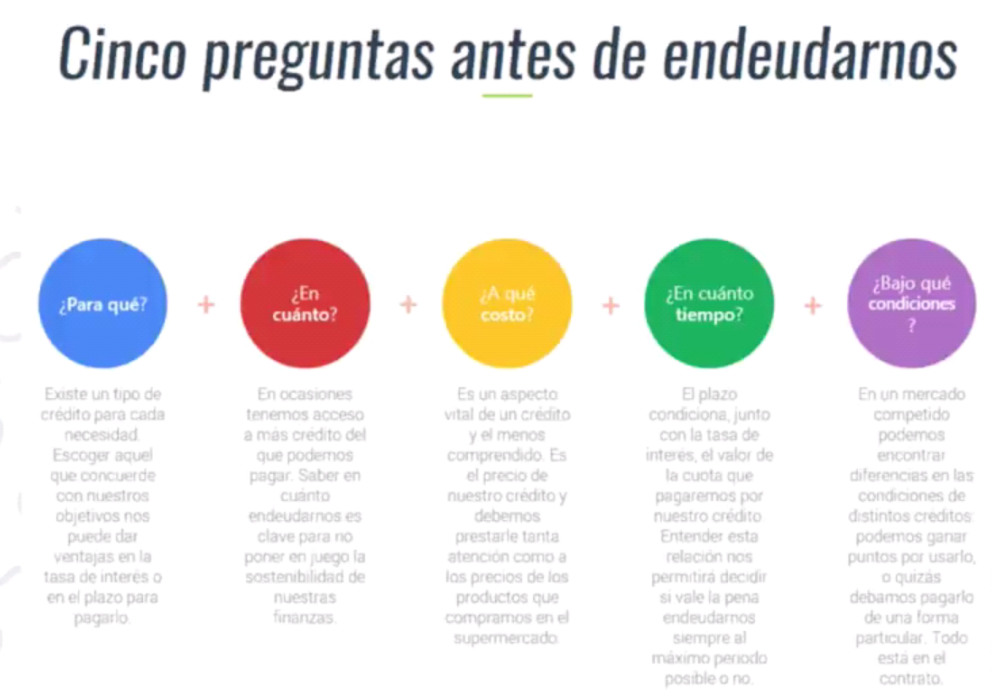 Cinco preguntas antes de endeudarnos
¿Para qué?
Existe un tipo de
crédito para cada
necesidad.
Escoger aquel
que concuerde
con nuestros
objetivos nos
puede dar
ventajas en la
tasa de interés o
en el plazo para
pagarlo.
¿En
cuánto?
En ocasiones
tenemos acceso
a más crédito del
que podemos
pagar. Saber en
cuánto
endeudarnos es
clave para no
poner en juego la
sostenibilidad de
nuestras
finanzas.
¿A qué
costo?
Es un aspecto
vital de un crédito
y el menos
comprendido. Es
el precio de
nuestro crédito y
debemos
prestarle tanta
atención como a
los precios de los
productos que
compramos en el
supermercado.
¿En cuánto
tiempo?
El plazo
condiciona, junto
con la tasa de
interés, el valor de
la cuota que
pagaremos por
nuestro crédito.
Entender esta
relación nos
permitirá decidir
si vale la pena
endeudarnos
siempre al
máximo periodo
posible o no.
¿Bajo qué
condiciones
?
En un mercado
competido
podemos
encontrar
diferencias en las
condiciones de
distintos créditos:
podemos ganar
puntos por usarlo,
o quizás
debamos pagarlo
de una forma
particular. Todo
está en el
contrato.